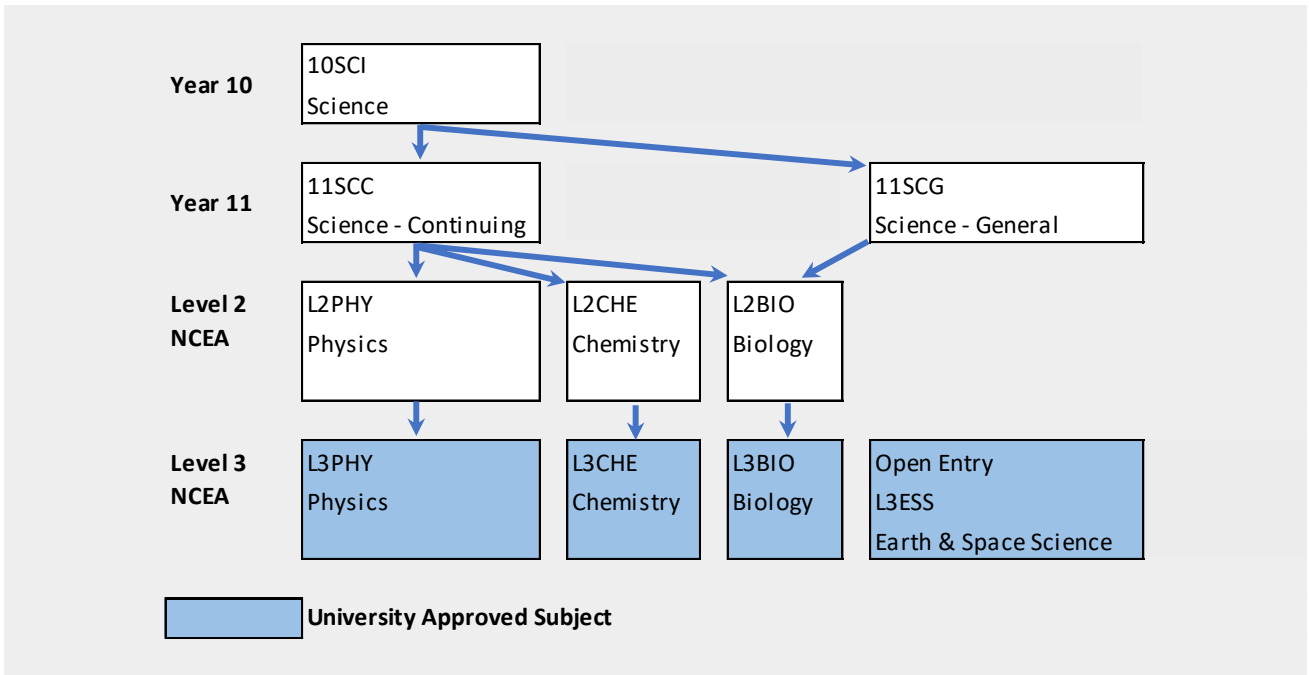 Year 10
10SCI
Science
Year 11
11SCC
Science - Continuing
11SCG
Science - General
Level 2
NCEA
L2PHY
Physics
L2CHE
Chemistry
L2BIO
Biology
Level 3
NCEA
L3PHY
Physics
L3CHE
Chemistry
L3BIO
Biology
Open Entry
L3ESS
Earth & Space Science
University Approved Subject